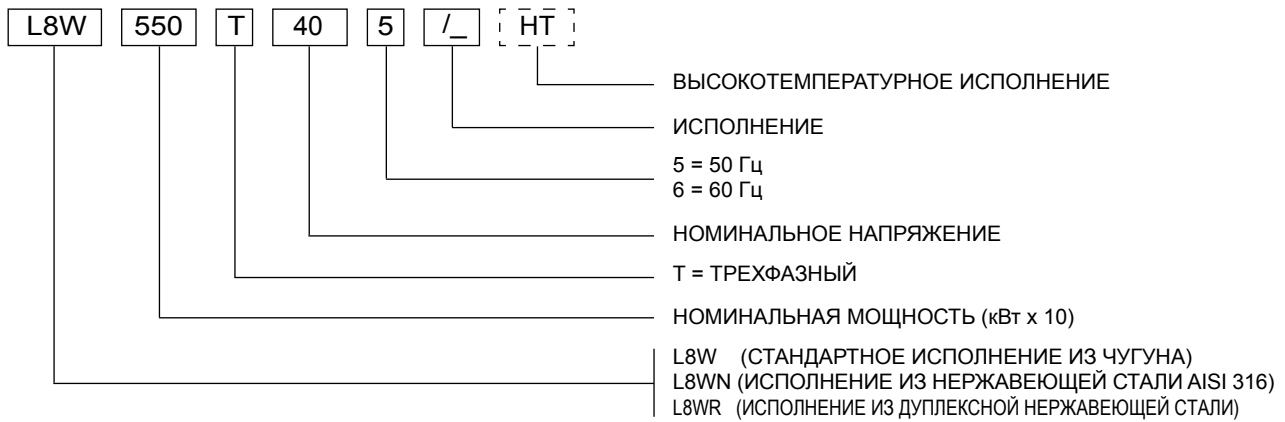 L8W 550 T 40 5 /_ HT
ВЫСОКОТЕМПЕРАТУРНОЕ ИСПОЛНЕНИЕ
ИСПОЛНЕНИЕ
5 = 50 Гц
6 = 60 Гц
НОМИНАЛЬНОЕ НАПРЯЖЕНИЕ
Т = ТРЕХФАЗНЫЙ
НОМИНАЛЬНАЯ МОЩНОСТЬ (кВт x 10)
L8W (СТАНДАРТНОЕ ИСПОЛНЕНИЕ ИЗ ЧУГУНА)
L8WN (ИСПОЛНЕНИЕ ИЗ НЕРЖАВЕЮЩЕЙ СТАЛИ AISI 316)
L8WR (ИСПОЛНЕНИЕ ИЗ ДУПЛЕКСНОЙ НЕРЖАВЕЮЩЕЙ СТАЛИ)